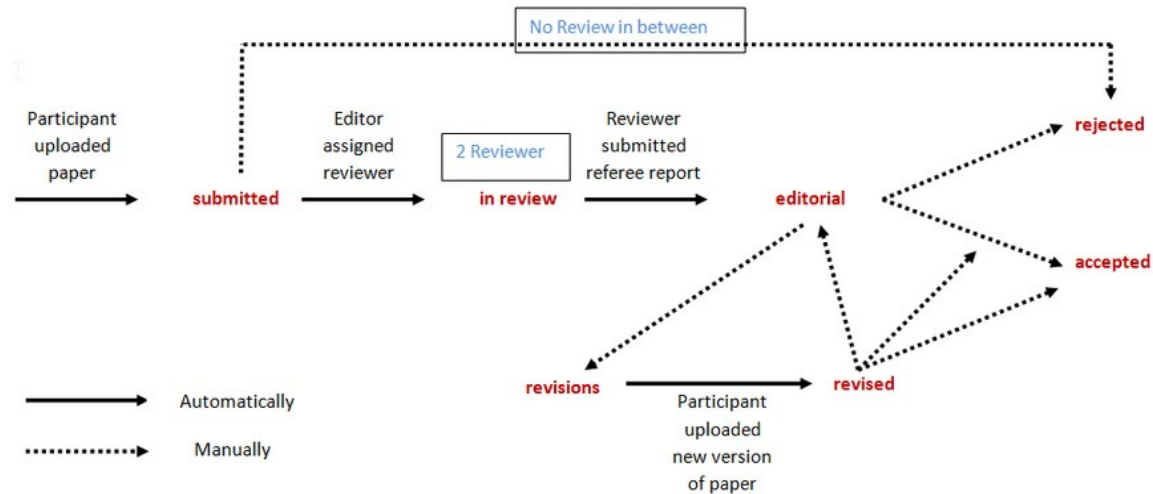 No Review in between
Participant
uploaded
paper
Editor
assigned
reviewer
2 Reviewer
Reviewer
submitted
referee report
rejected
submitted
in review
editorial
accepted
revisions
revised
Automatically
Manually
Participant
uploaded
new version
of paper